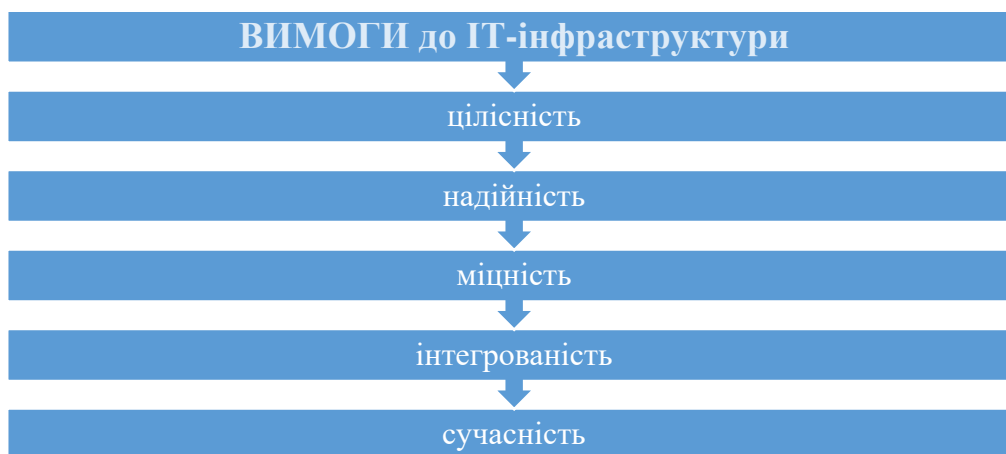 ВИМОГИ до ІТ-інфраструктури
цілісність
надійність
міцність
інтегрованість
сучасність